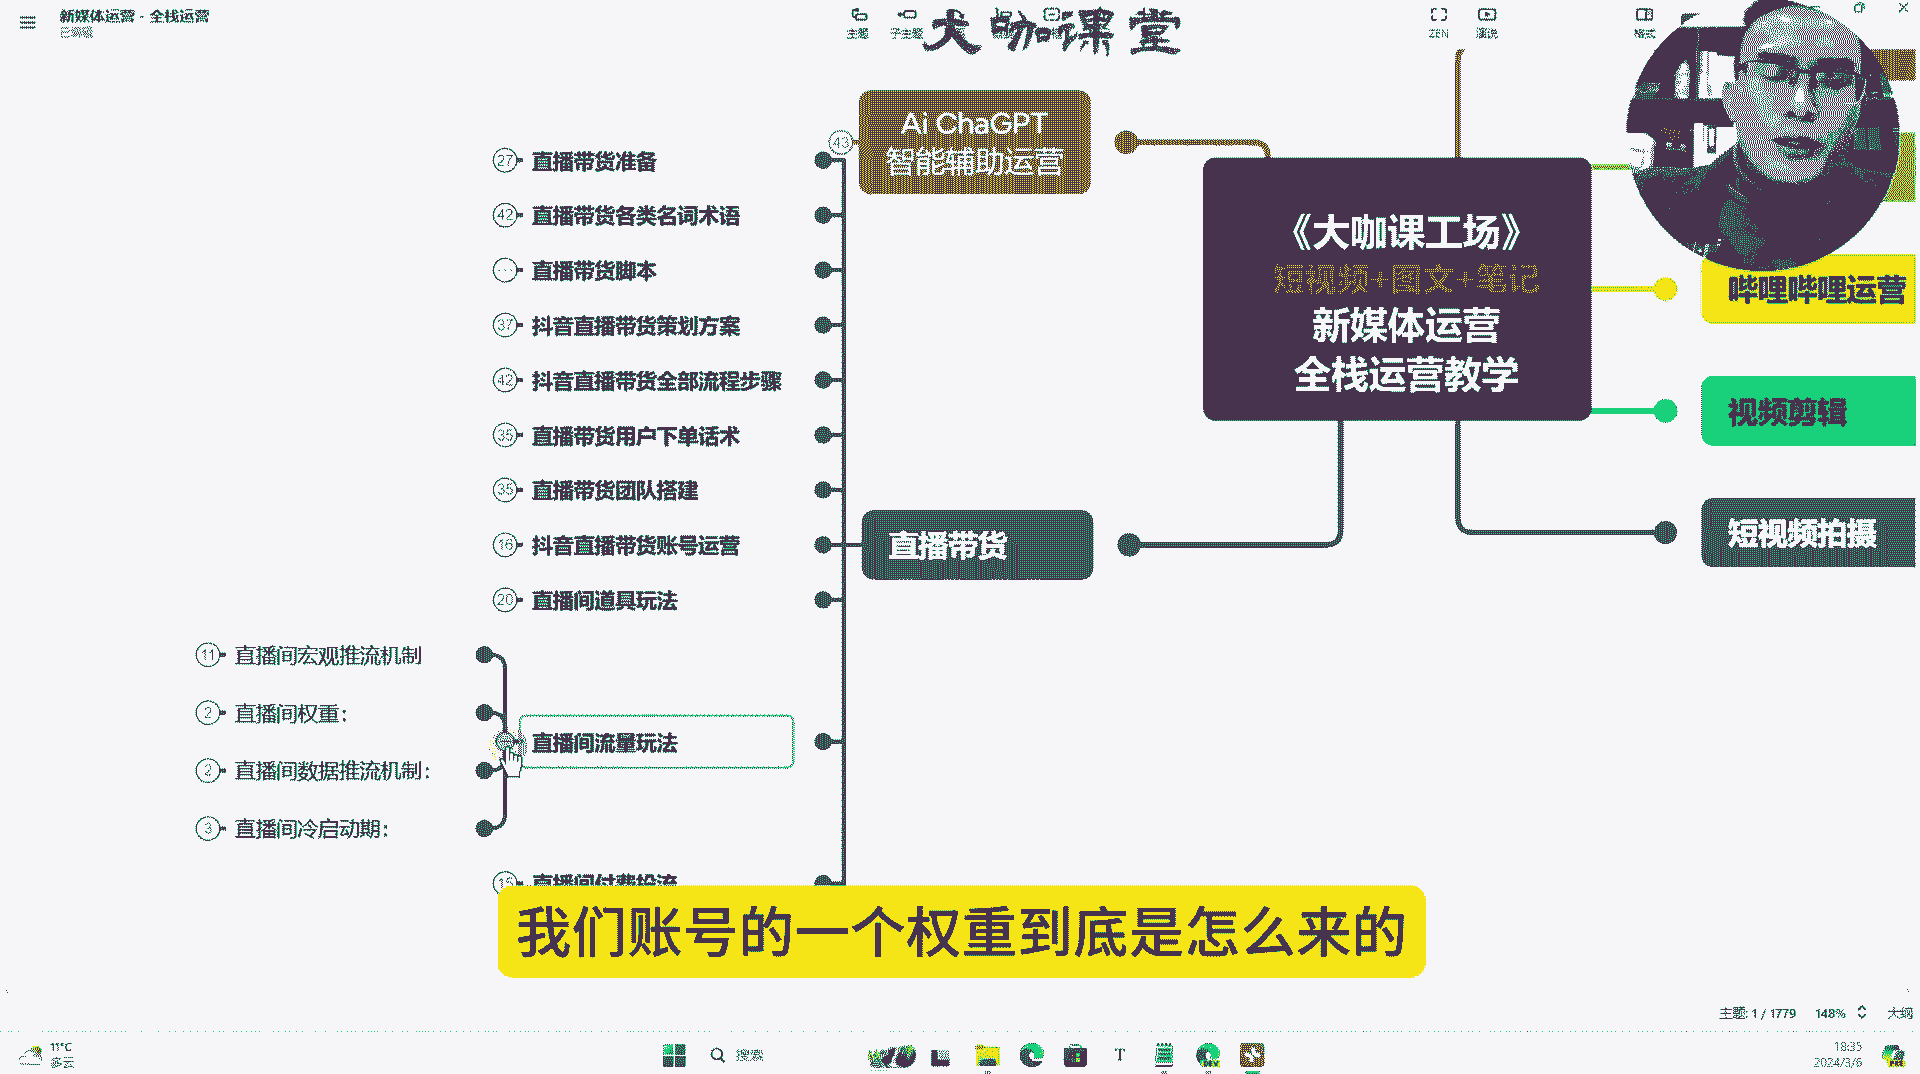 新媒体运营 - 全栈运营
已编辑
主题
子主题
大咖课堂
ZEN
演说
格式
Ai ChaGPT
智能辅助运营
43
27
直播带货准备
42
直播带货各类名词术语
直播带货脚本
37
抖音直播带货策划方案
42
抖音直播带货全部流程步骤
35
直播带货用户下单话术
35
直播带货团队搭建
16
抖音直播带货账号运营
20
直播间道具玩法
直播带货
《大咖课工场》
短视频+图文+笔记
新媒体运营
全栈运营教学
哔哩哔哩运营
视频剪辑
短视频拍摄
11
直播间宏观推流机制
2
直播间权重：
直播间流量玩法
2
直播间数据推流机制：
3
直播间冷启动期：
15
直播间付费投流
我们账号的一个权重到底是怎么来的
主题: 1 / 1779
148%
大纲
11°C
多云
搜索
18:35
2024/3/6